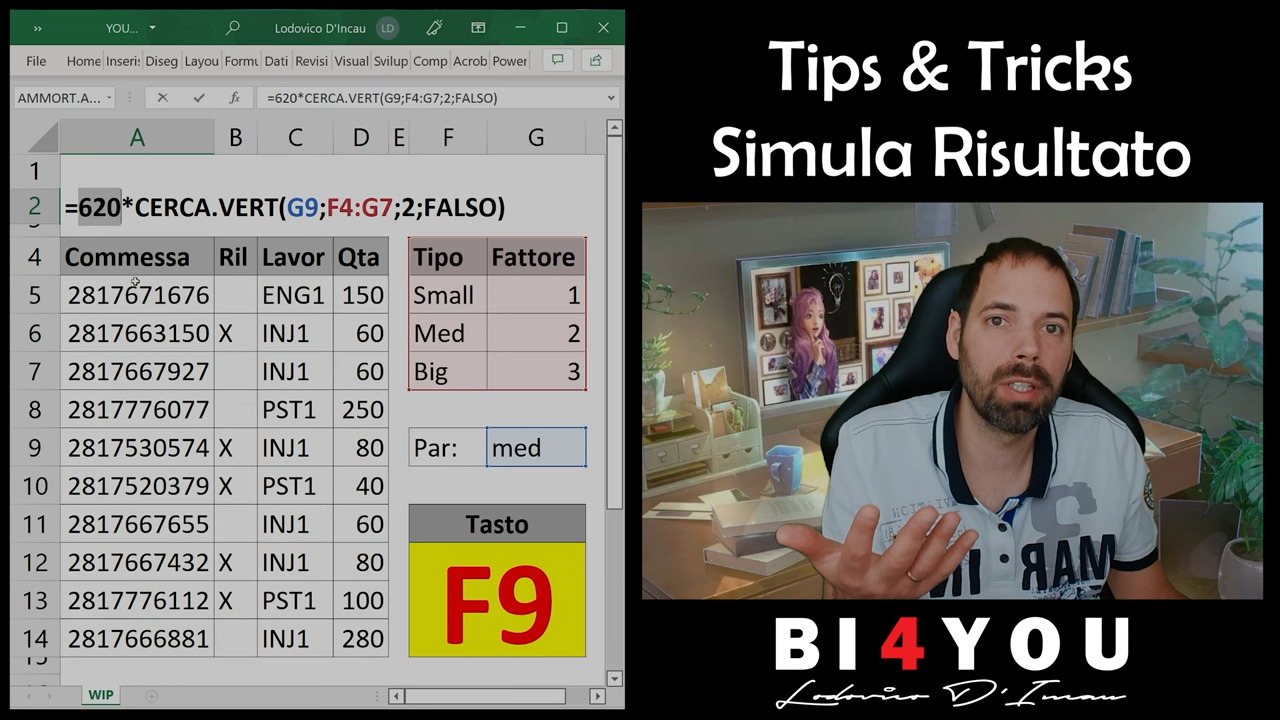 YOU...
Lodovico D'Incau LD
File Home Inseri Diseg Layou Formu Dati Revisi Visual Svilup Comp Acrob Power
AMMORT.A... fx =620*CERCA.VERT(G9;F4:G7;2;FALSO)
A B C D E F G
1
2 =620*CERCA.VERT(G9;F4:G7;2;FALSO)
4 Commessa Ril Lavor Qta Tipo Fattore
5 2817671676 ENG1 150 Small 1
6 2817663150 X INJ1 60 Med 2
7 2817667927 INJ1 60 Big 3
8 2817776077 PST1 250
9 2817530574 X INJ1 80 Par: med
10 2817520379 X PST1 40
11 2817667655 INJ1 60 Tasto
12 2817667432 X INJ1 80
13 2817776112 X PST1 100
14 2817666881 INJ1 280
F9
WIP
Tips & Tricks
Simula Risultato
BI4YOU
Lodovico D'Incau